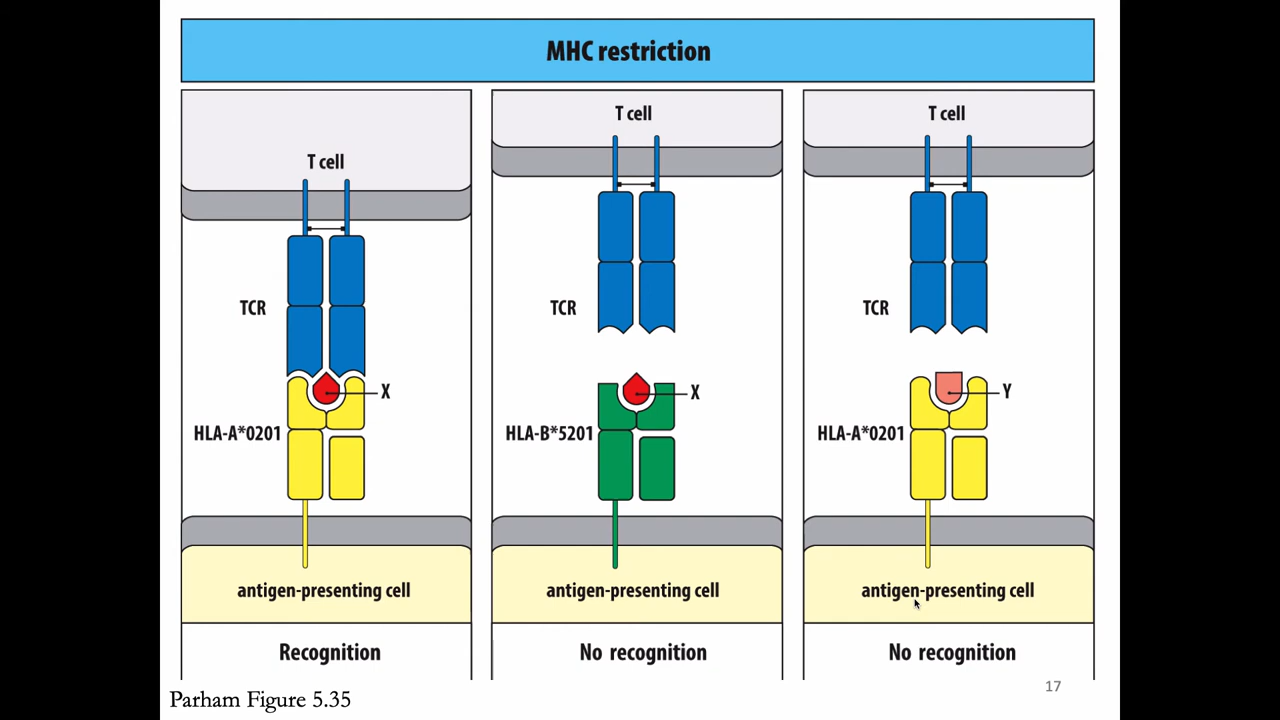 MHC restriction
T cell
TCR
X
HLA-A*0201
antigen-presenting cell
Recognition
T cell
TCR
X
HLA-B*5201
antigen-presenting cell
No recognition
T cell
TCR
Y
HLA-A*0201
antigen-presenting cell
No recognition
17
Parham Figure 5.35